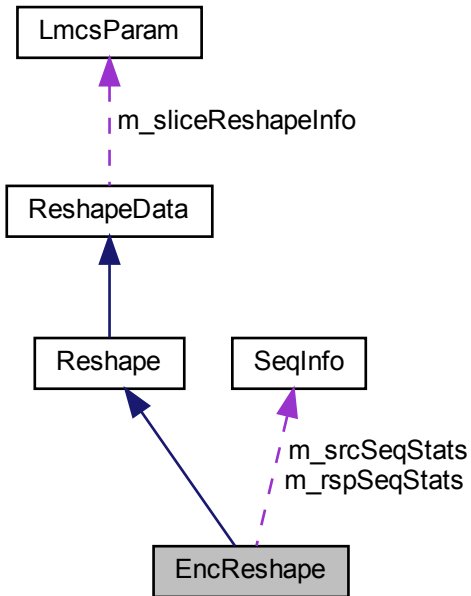 LmcsParam
m_sliceReshapeInfo
ReshapeData
Reshape
SeqInfo
m_srcSeqStats
m_rspSeqStats
EncReshape